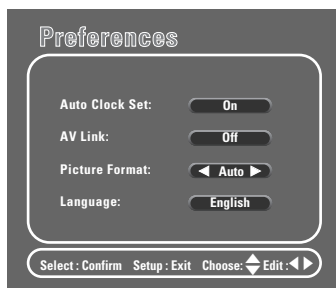 Preferences
Auto Clock Set: On
AV Link: Off
Picture Format: ◀ Auto ▶
Language: English
Select : Confirm Setup : Exit Choose: Edit :